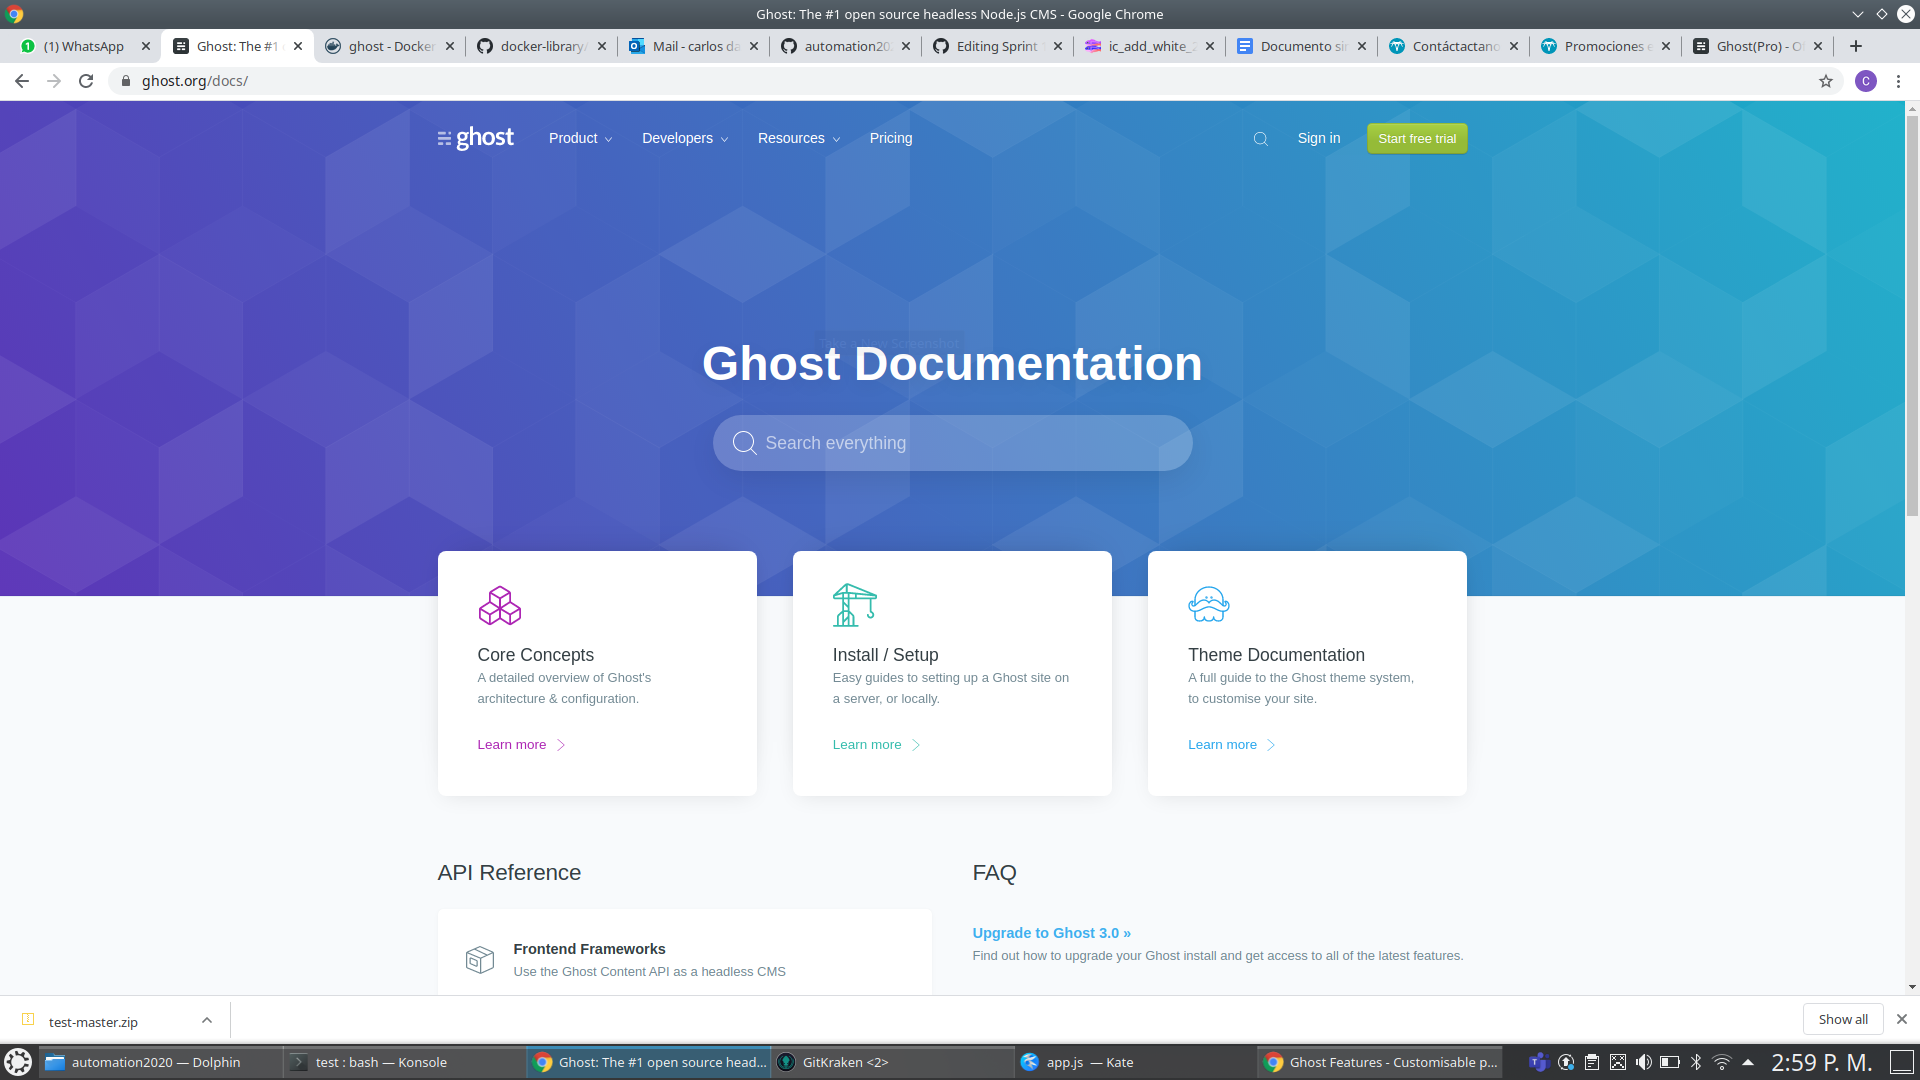 Ghost: The #1 open source headless Node.js CMS - Google Chrome
(1) WhatsApp
Ghost: The #1
ghost - Docker
docker-library/
Mail - carlos da
automation20
Editing Sprint
ic_add_white_
Documento sin
Contáctactano
Promociones e
Ghost(Pro) - O
ghost.org/docs/
ghost
Product
Developers
Resources
Pricing
Sign in
Start free trial
Take a New Screenshot
Ghost Documentation
Search everything
Core Concepts
A detailed overview of Ghost's
architecture & configuration.
Learn more
Install / Setup
Easy guides to setting up a Ghost site on
a server, or locally.
Learn more
Theme Documentation
A full guide to the Ghost theme system,
to customise your site.
Learn more
API Reference
Frontend Frameworks
Use the Ghost Content API as a headless CMS
FAQ
Upgrade to Ghost 3.0 »
Find out how to upgrade your Ghost install and get access to all of the latest features.
test-master.zip
Show all
automation2020 — Dolphin
test : bash — Konsole
Ghost: The #1 open source head...
GitKraken <2>
app.js — Kate
Ghost Features - Customisable p...
2:59 P. M.